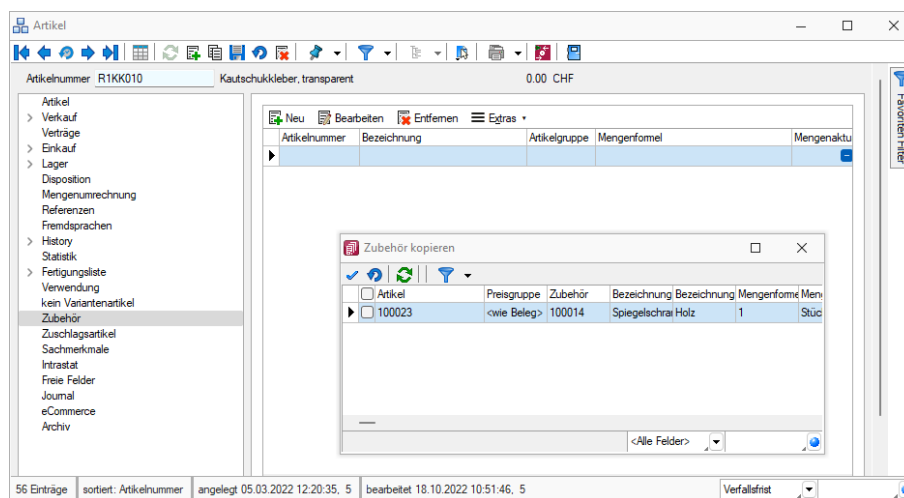 Artikel
Artikelnummer R1KK010 Kautschukkleber, transparent 0.00 CHF
Favoriten Filter
Artikel
Verkauf
Verträge
Einkauf
Lager
Disposition
Mengenumrechnung
Referenzen
Fremdsprachen
History
Statistik
Fertigungsliste
Verwendung
kein Variantenartikel
Zubehör
Zuschlagsartikel
Sachmerkmale
Intrastat
Freie Felder
Journal
eCommerce
Archiv
Neu Bearbeiten Entfernen Extras
Artikelnummer Bezeichnung Artikelgruppe Mengenformel Mengenaktu
Zubehör kopieren
Artikel Preisgruppe Zubehör Bezeichnung Bezeichnung Mengenforme Men
100023 <wie Beleg> 100014 Spiegelschra Holz 1 Stüc
<Alle Felder>
56 Einträge sortiert: Artikelnummer angelegt 05.03.2022 12:20:35, 5 bearbeitet 18.10.2022 10:51:46, 5 Verfallsfrist